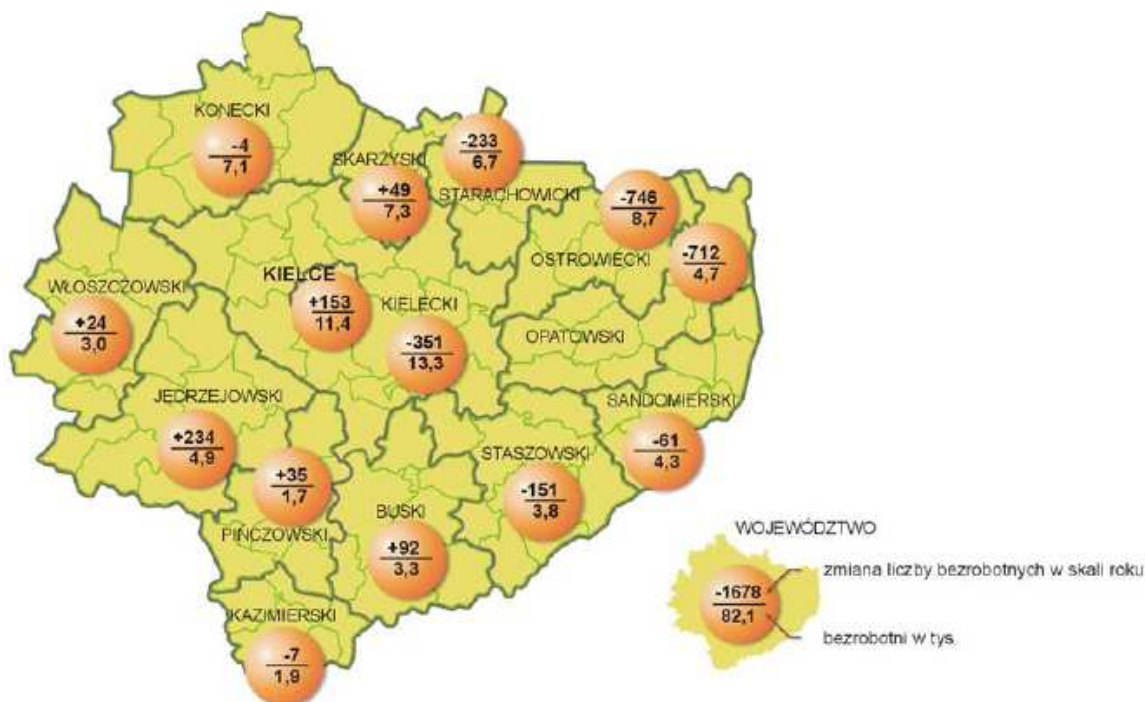 KONECKI
-4
7,1
SKARŻYSKI
+49
7,3
-233
6,7
STARACHOWICKI
-746
8,7
OSTROWIECKI
-712
4,7
WŁOSZCZOWSKI
+24
3,0
KIELCE
+153
11,4
KIELECKI
-351
13,3
OPATOWSKI
JĘDRZEJOWSKI
+234
4,9
SANDOMIERSKI
-61
4,3
+35
1,7
PIŃCZOWSKI
STASZOWSKI
-151
3,8
BUSKI
+92
3,3
KAZIMIERSKI
-7
1,9
WOJEWÓDZTWO
-1678
82,1
zmiana liczby bezrobotnych w skali roku
bezrobotni w tys.